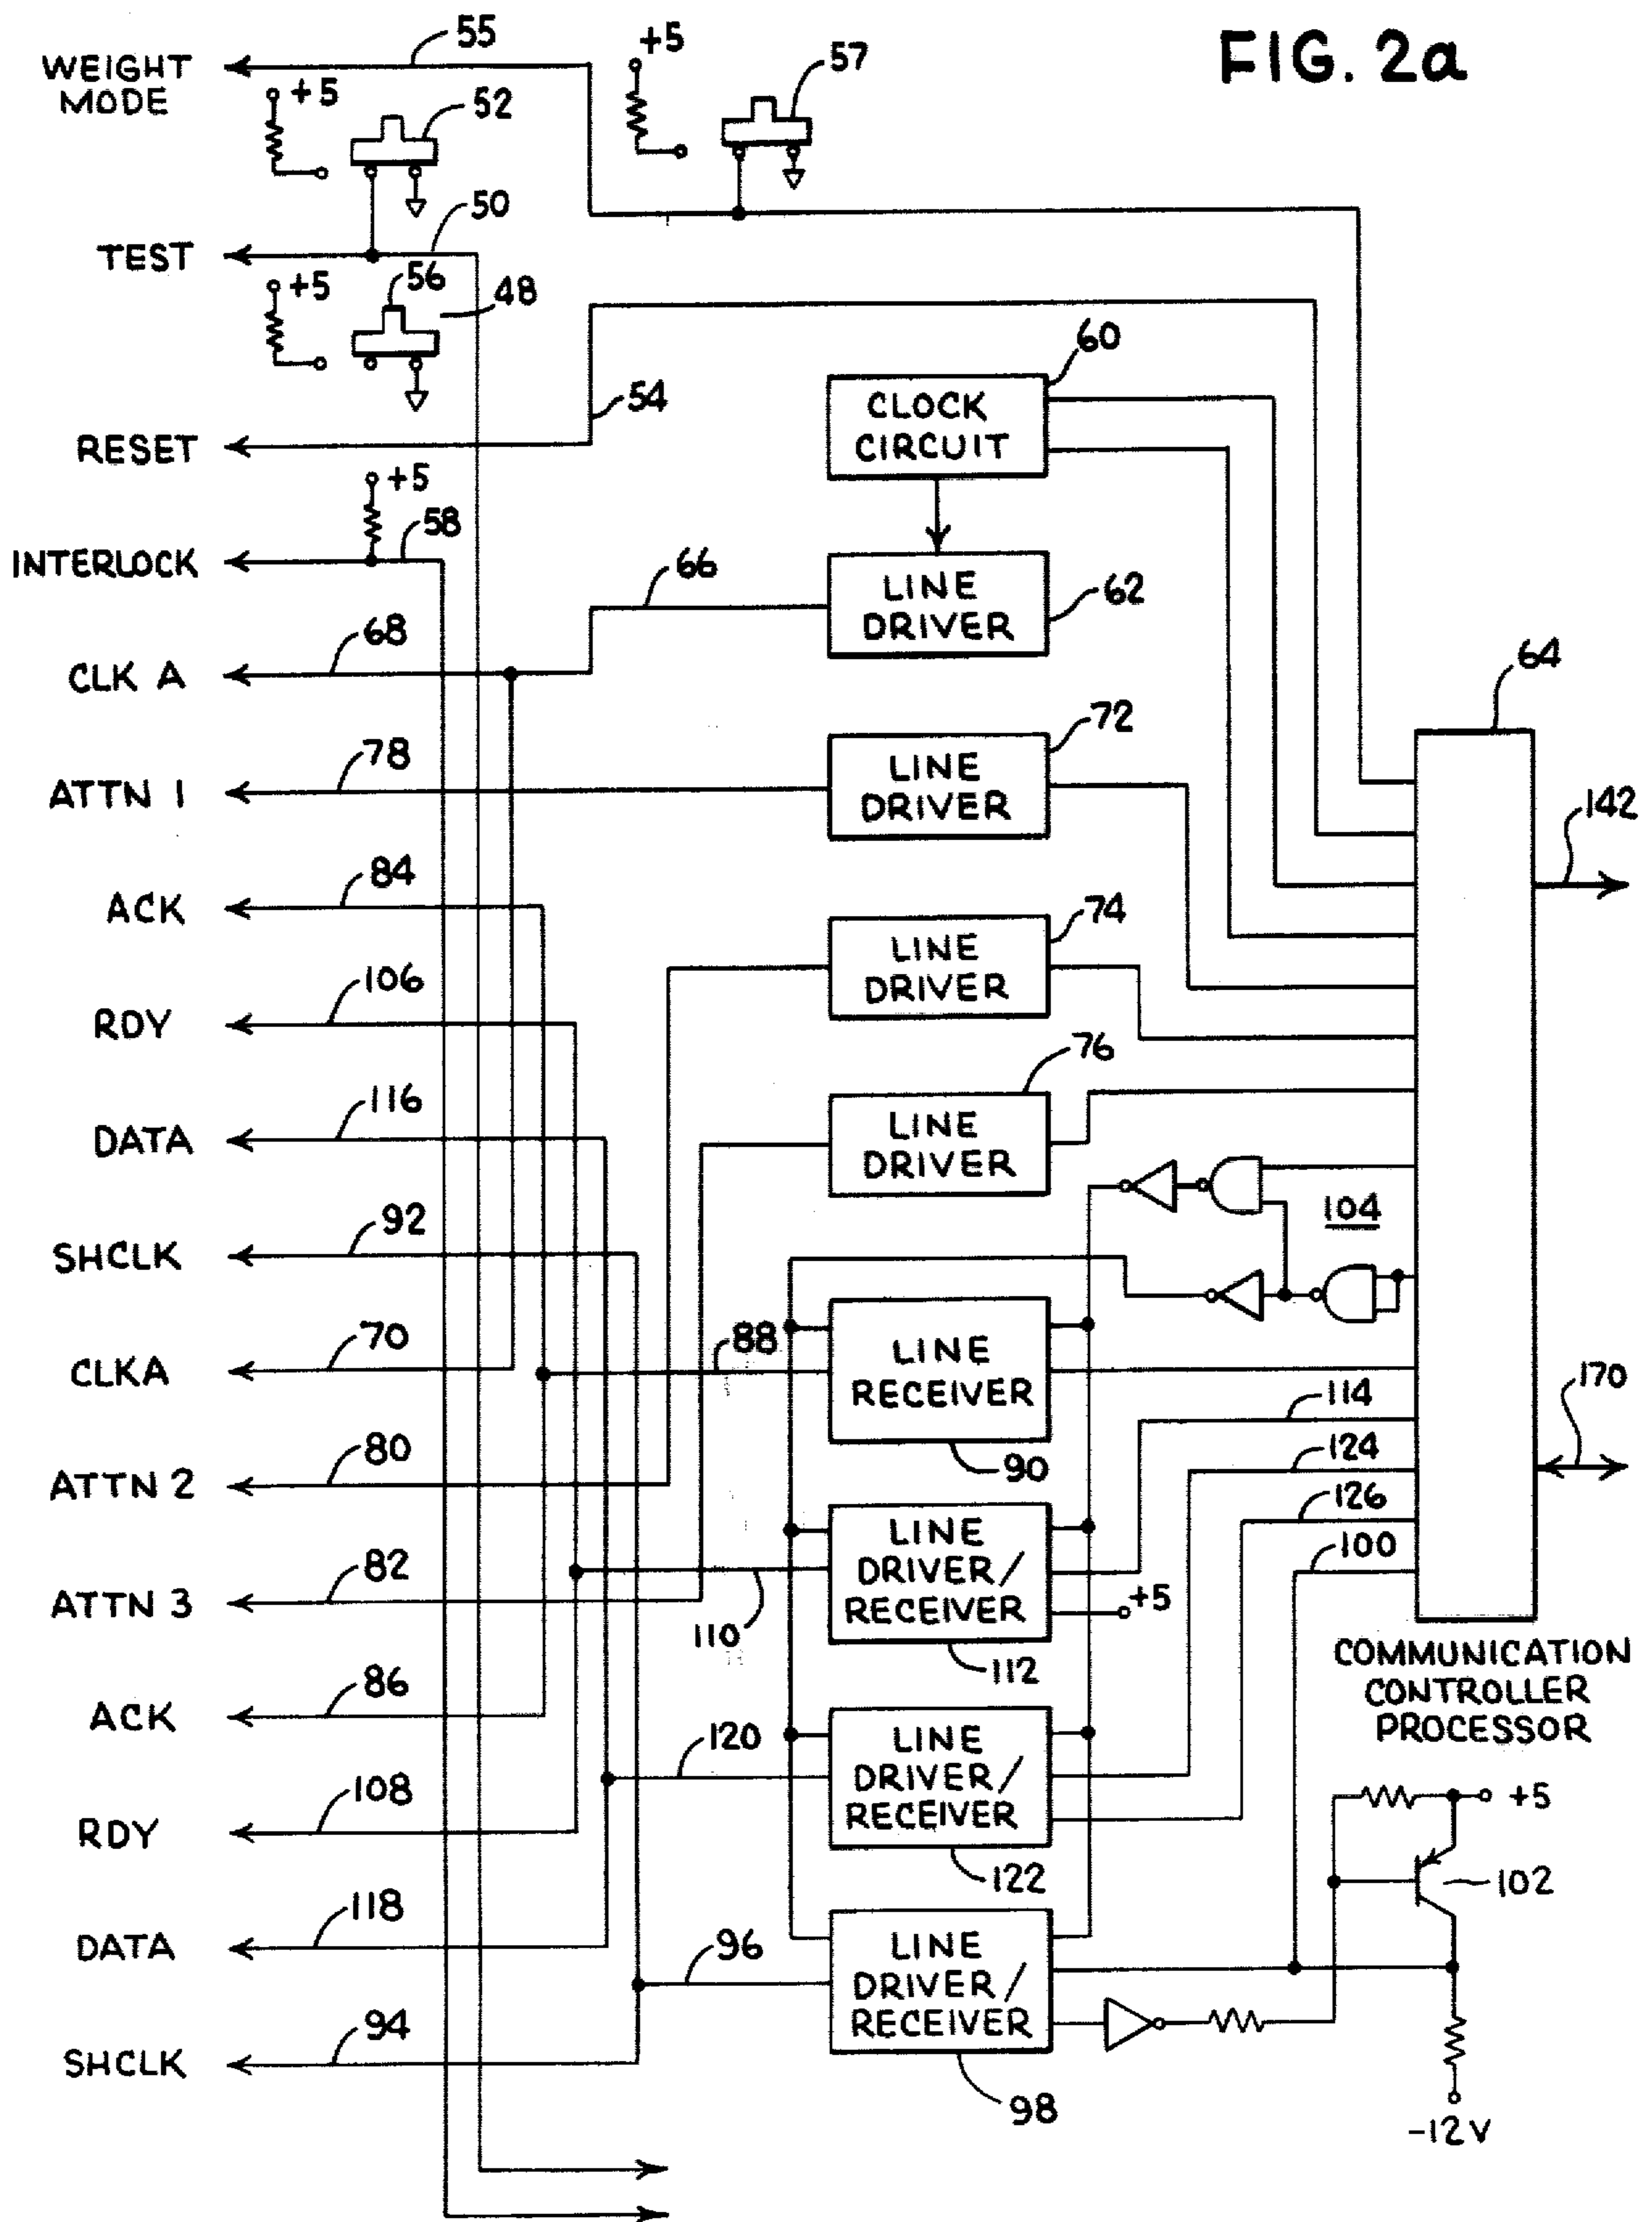 FIG. 2a
WEIGHT
MODE
55
+5
57
+5
52
50
TEST
+5
56
48
54
RESET
+5
58
INTERLOCK
60
CLOCK
CIRCUIT
66
LINE
DRIVER
62
68
CLK A
64
72
LINE
DRIVER
78
ATTN 1
142
84
ACK
74
LINE
DRIVER
106
RDY
76
LINE
DRIVER
116
DATA
104
92
SHCLK
88
LINE
RECEIVER
90
70
CLKA
114
170
124
126
100
80
ATTN 2
LINE
DRIVER/
RECEIVER
+5
110
112
82
ATTN 3
COMMUNICATION
CONTROLLER
PROCESSOR
86
ACK
120
LINE
DRIVER/
RECEIVER
122
108
RDY
+5
102
118
DATA
96
LINE
DRIVER/
RECEIVER
98
94
SHCLK
-12V